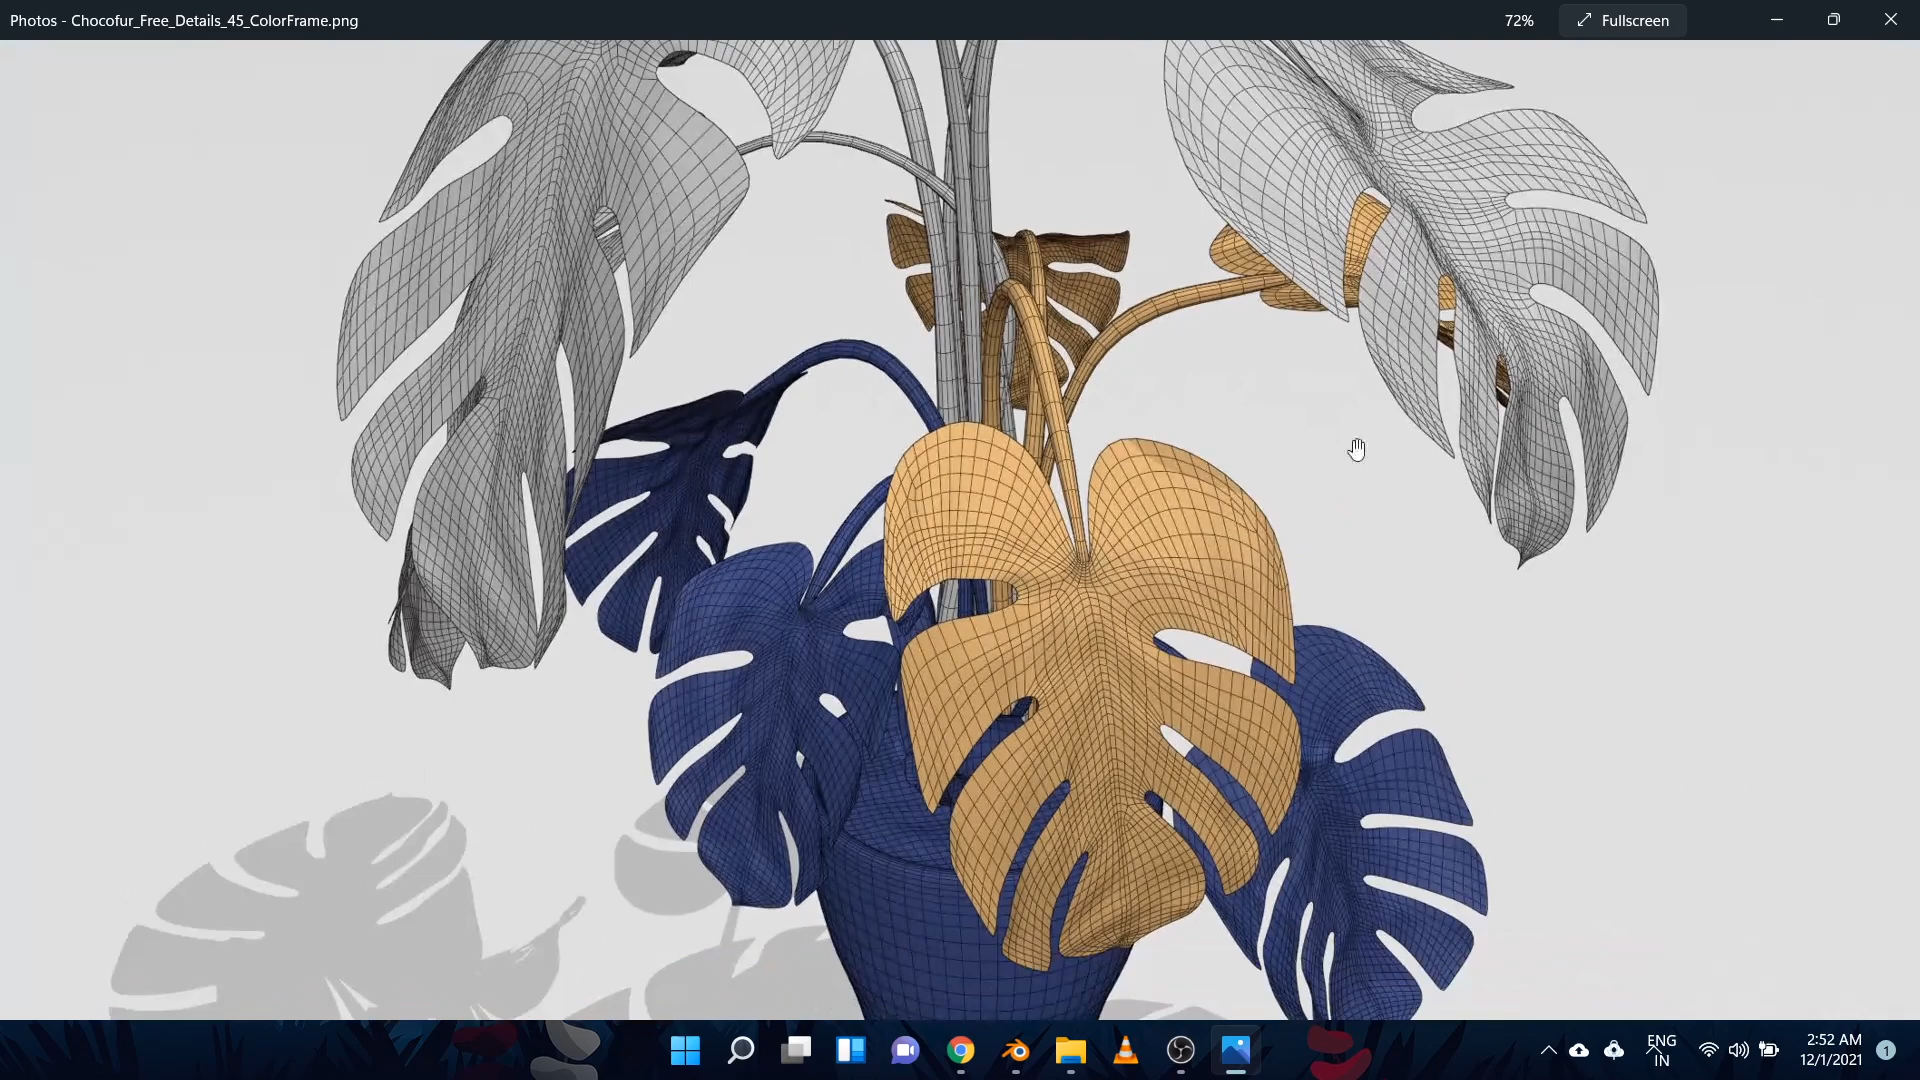 Photos - Chocofur_Free_Details_45_ColorFrame.png
72%
Fullscreen
ENG
IN
2:52 AM
12/1/2021
1